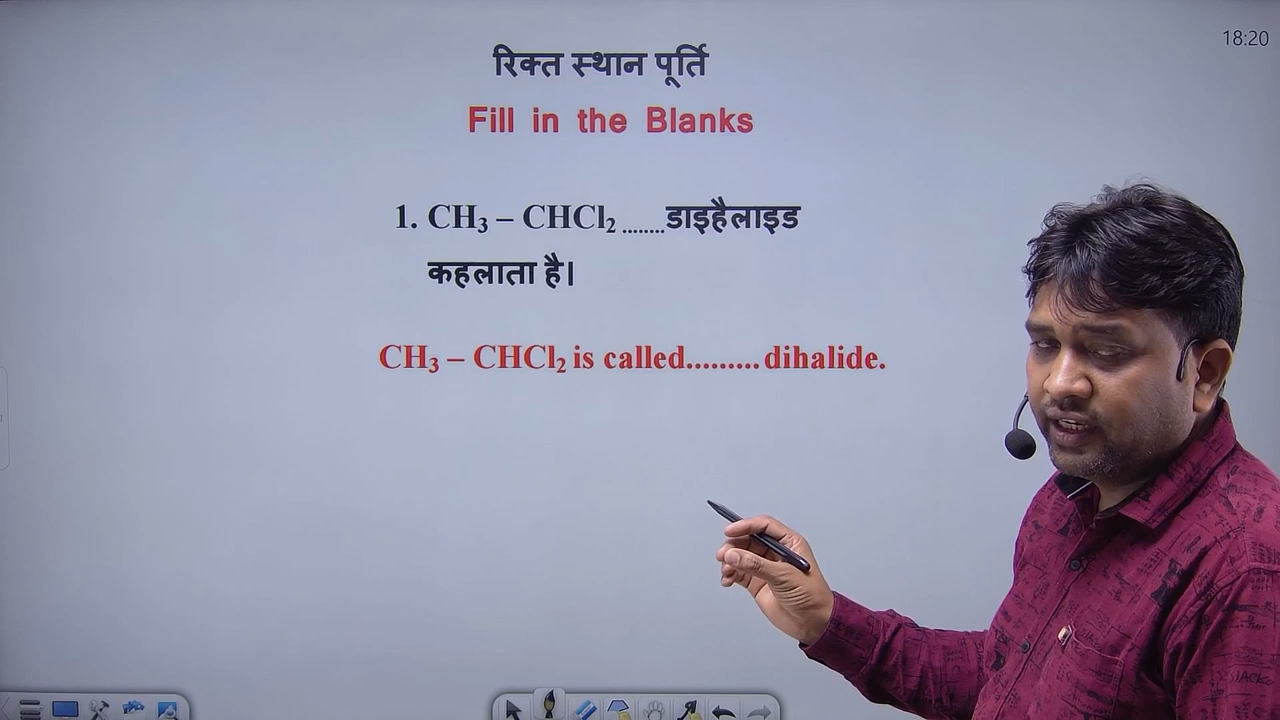 18:20
रिक्त स्थान पूर्ति
Fill in the Blanks
1. CH₃ – CHCl₂ ........डाइहैलाइड
कहलाता है।
CH₃ – CHCl₂ is called......... dihalide.